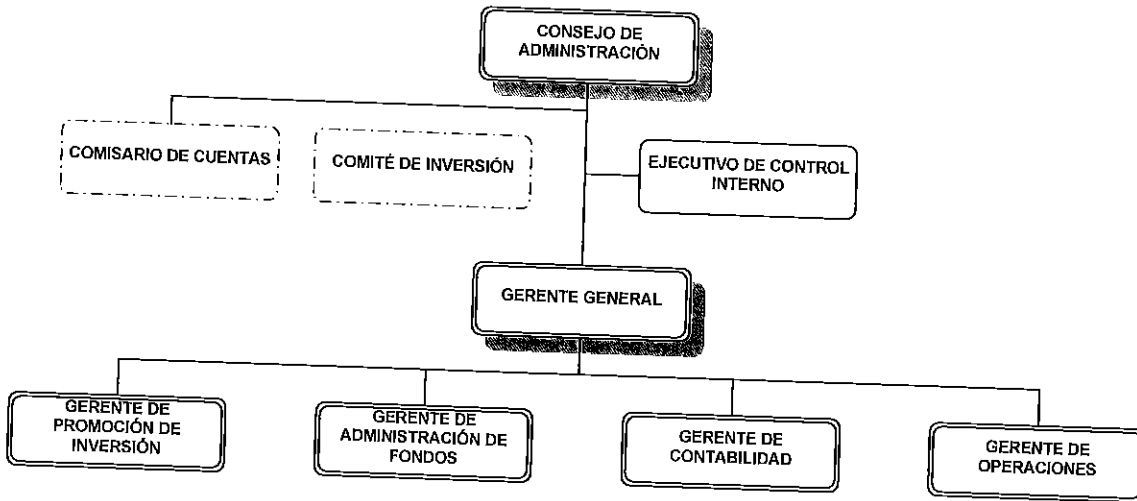 CONSEJO DE
ADMINISTRACIÓN
COMISARIO DE CUENTAS
COMITÉ DE INVERSIÓN
EJECUTIVO DE CONTROL
INTERNO
GERENTE GENERAL
GERENTE DE
PROMOCIÓN DE
INVERSIÓN
GERENTE DE
ADMINISTRACIÓN DE
FONDOS
GERENTE DE
CONTABILIDAD
GERENTE DE
OPERACIONES